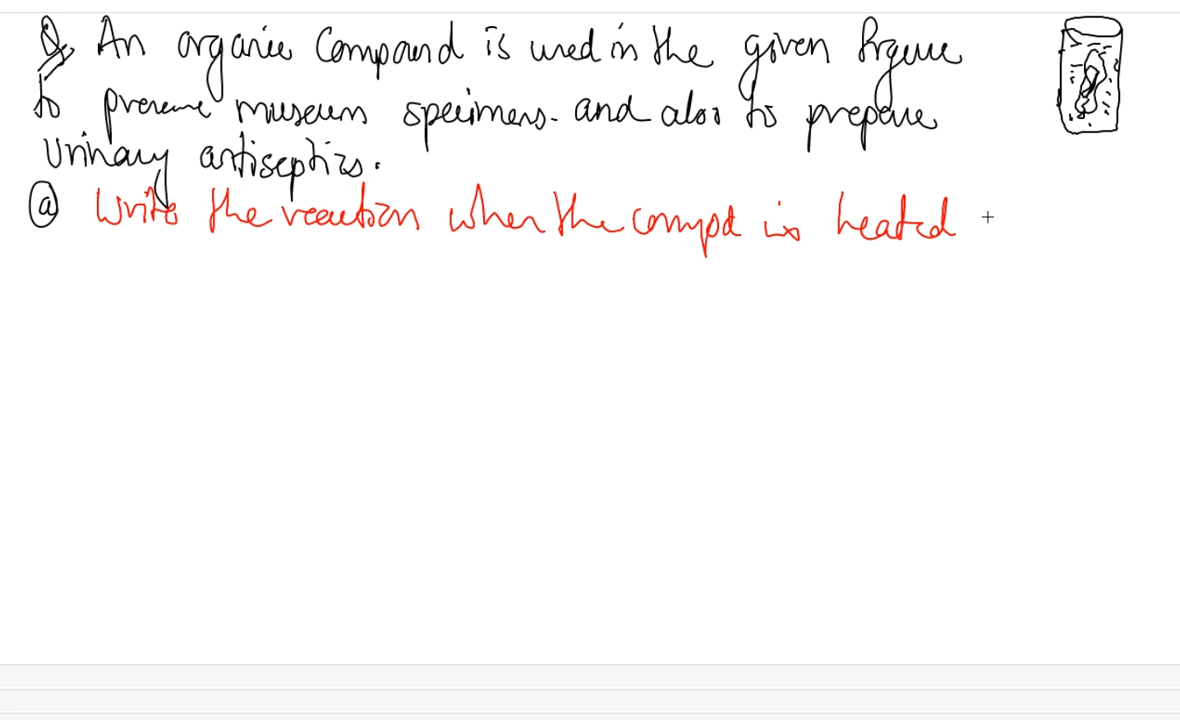 Q An organic Compound is used in the given figure
to preserve museum specimens. and also to prepare
Urinary antiseptics.
(a) Write the reaction when the compd is heated